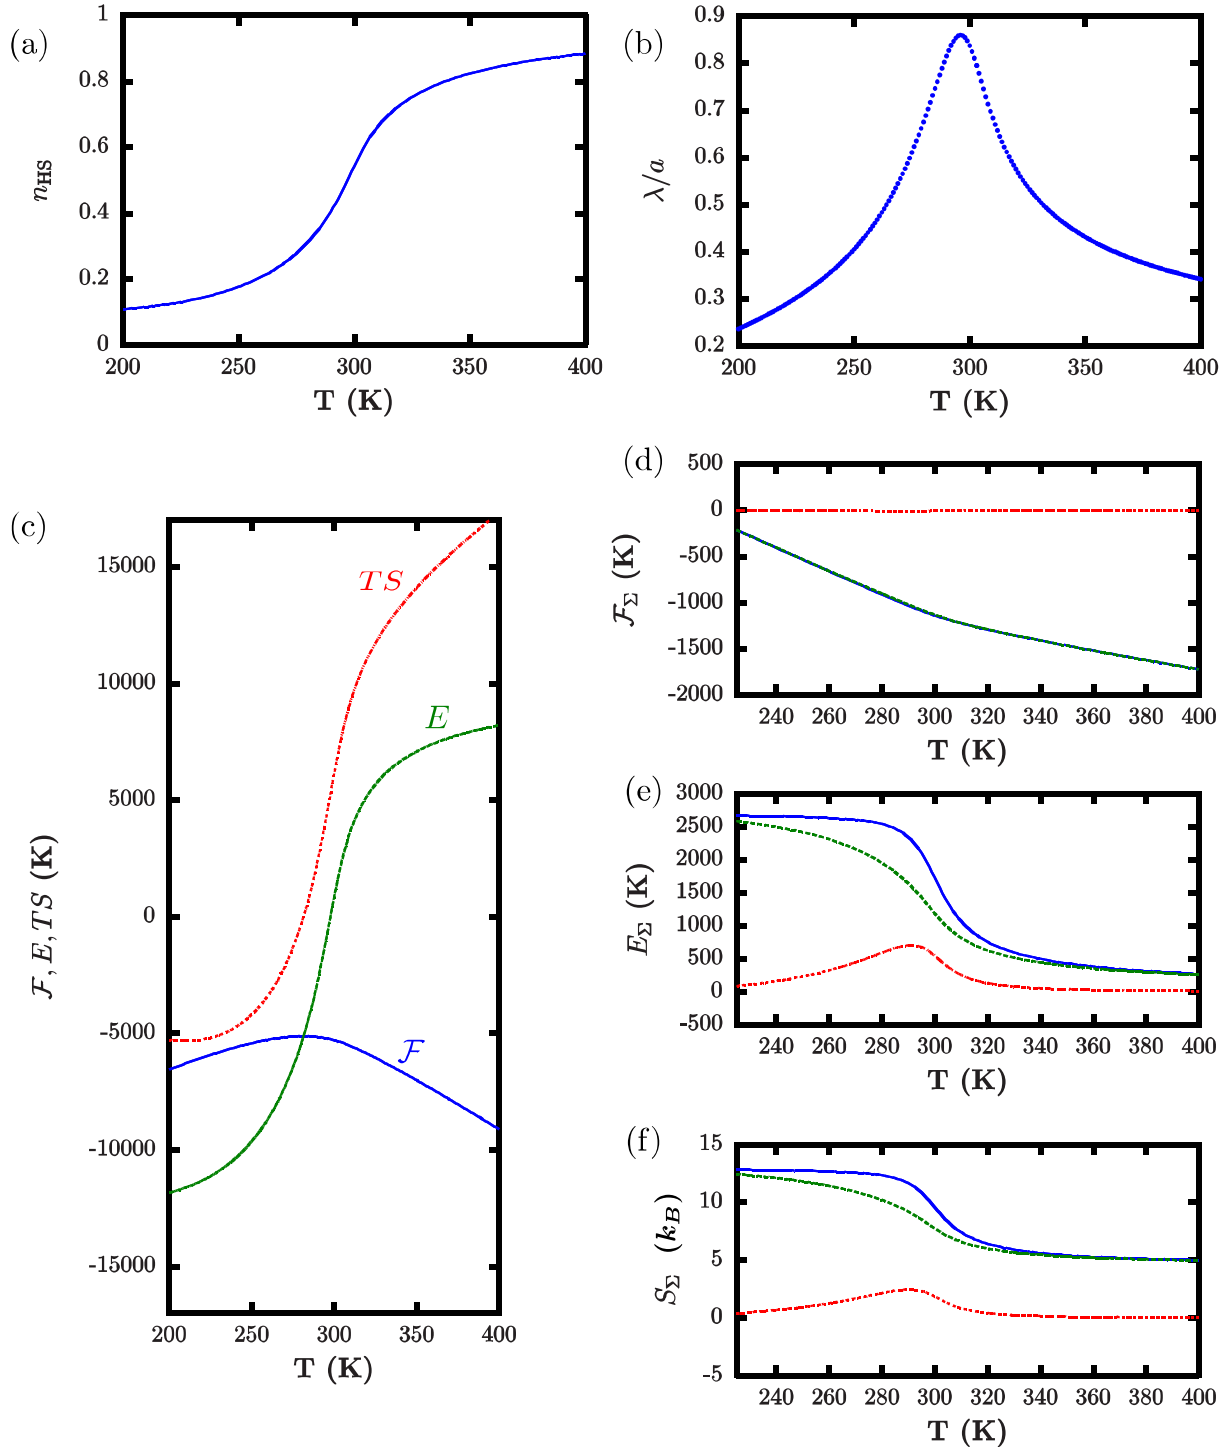 (a)
1
0.8
0.6
0.4
0.2
0
n_HS
200 250 300 350 400
T (K)
(b)
0.9
0.8
0.7
0.6
0.5
0.4
0.3
0.2
λ/a
200 250 300 350 400
T (K)
(c)
15000
10000
5000
0
-5000
-10000
-15000
ℱ, E, TS (K)
TS
E
ℱ
200 250 300 350 400
T (K)
(d)
500
0
-500
-1000
-1500
-2000
ℱ_Σ (K)
240 260 280 300 320 340 360 380 400
T (K)
(e)
3000
2500
2000
1500
1000
500
0
-500
E_Σ (K)
240 260 280 300 320 340 360 380 400
T (K)
(f)
15
10
5
0
-5
S_Σ (k_B)
240 260 280 300 320 340 360 380 400
T (K)